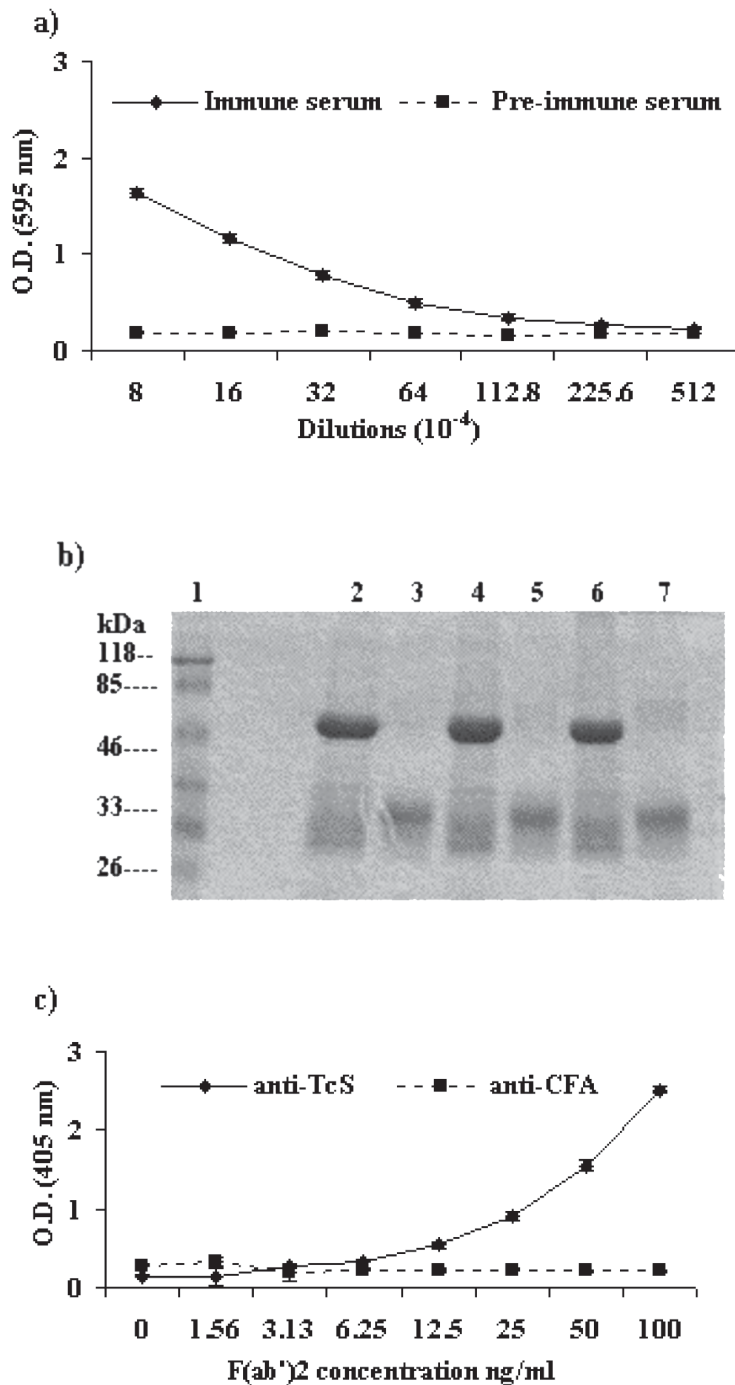 a)
3
Immune serum Pre-immune serum
2
O.D. (595 nm)
1
0
8 16 32 64 112.8 225.6 512
Dilutions (10⁻⁴)
b)
1 2 3 4 5 6 7
kDa
118--
85----
46----
33----
26----
c)
3
anti-TcS anti-CFA
2
O.D. (405 nm)
1
0
0 1.56 3.13 6.25 12.5 25 50 100
F(ab')2 concentration ng/ml